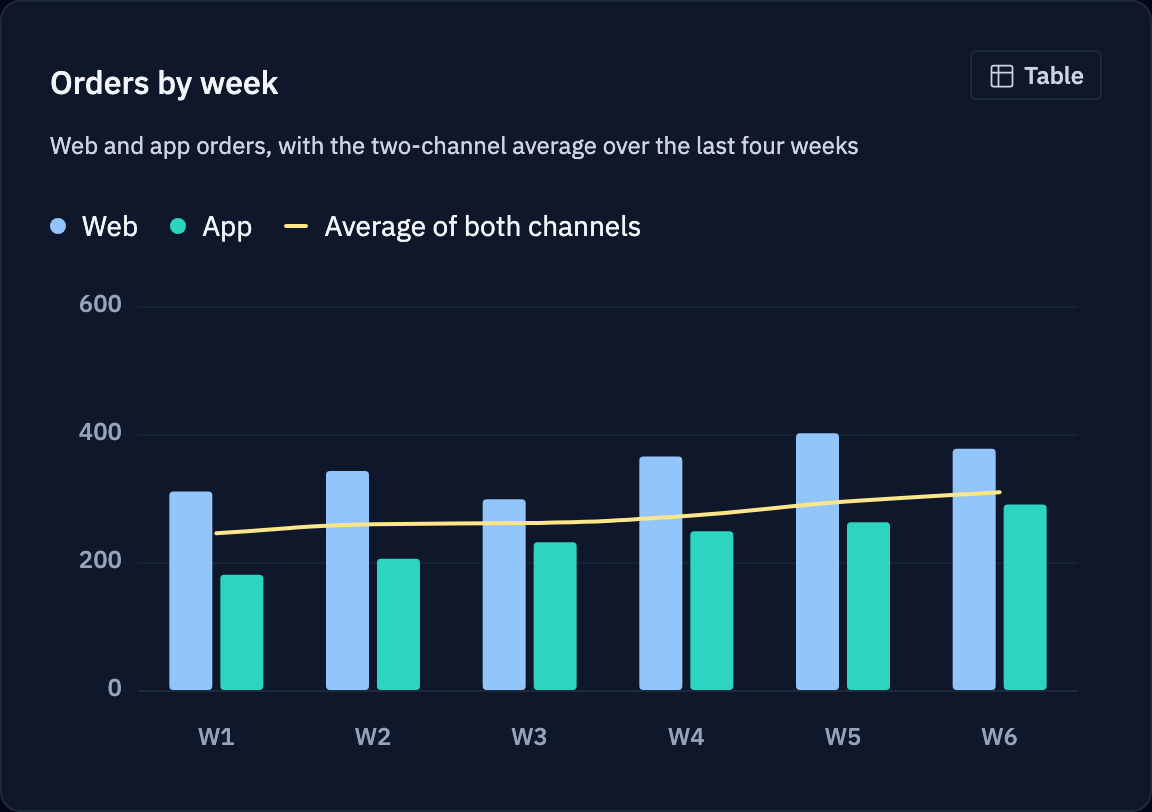 Orders by week
Table
Web and app orders, with the two-channel average over the last four weeks
Web
App
Average of both channels
600
400
200
0
W1
W2
W3
W4
W5
W6